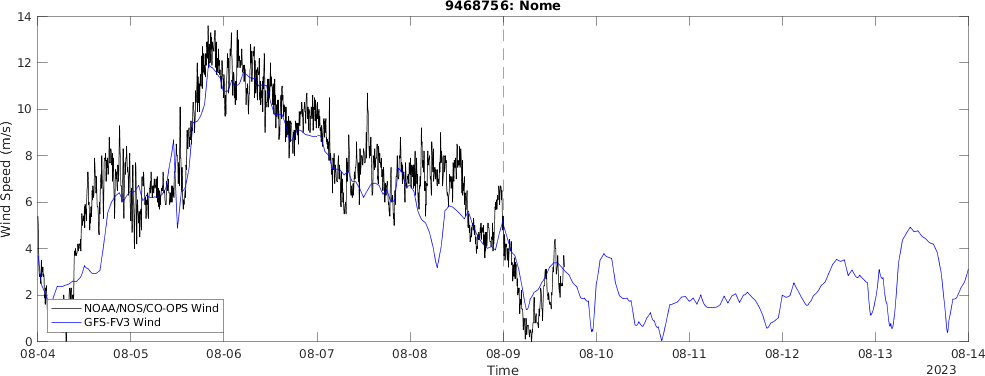 9468756: Nome
Wind Speed (m/s)
14
12
10
8
6
4
2
0
NOAA/NOS/CO-OPS Wind
GFS-FV3 Wind
08-04 08-05 08-06 08-07 08-08 08-09 08-10 08-11 08-12 08-13 08-14
Time
2023